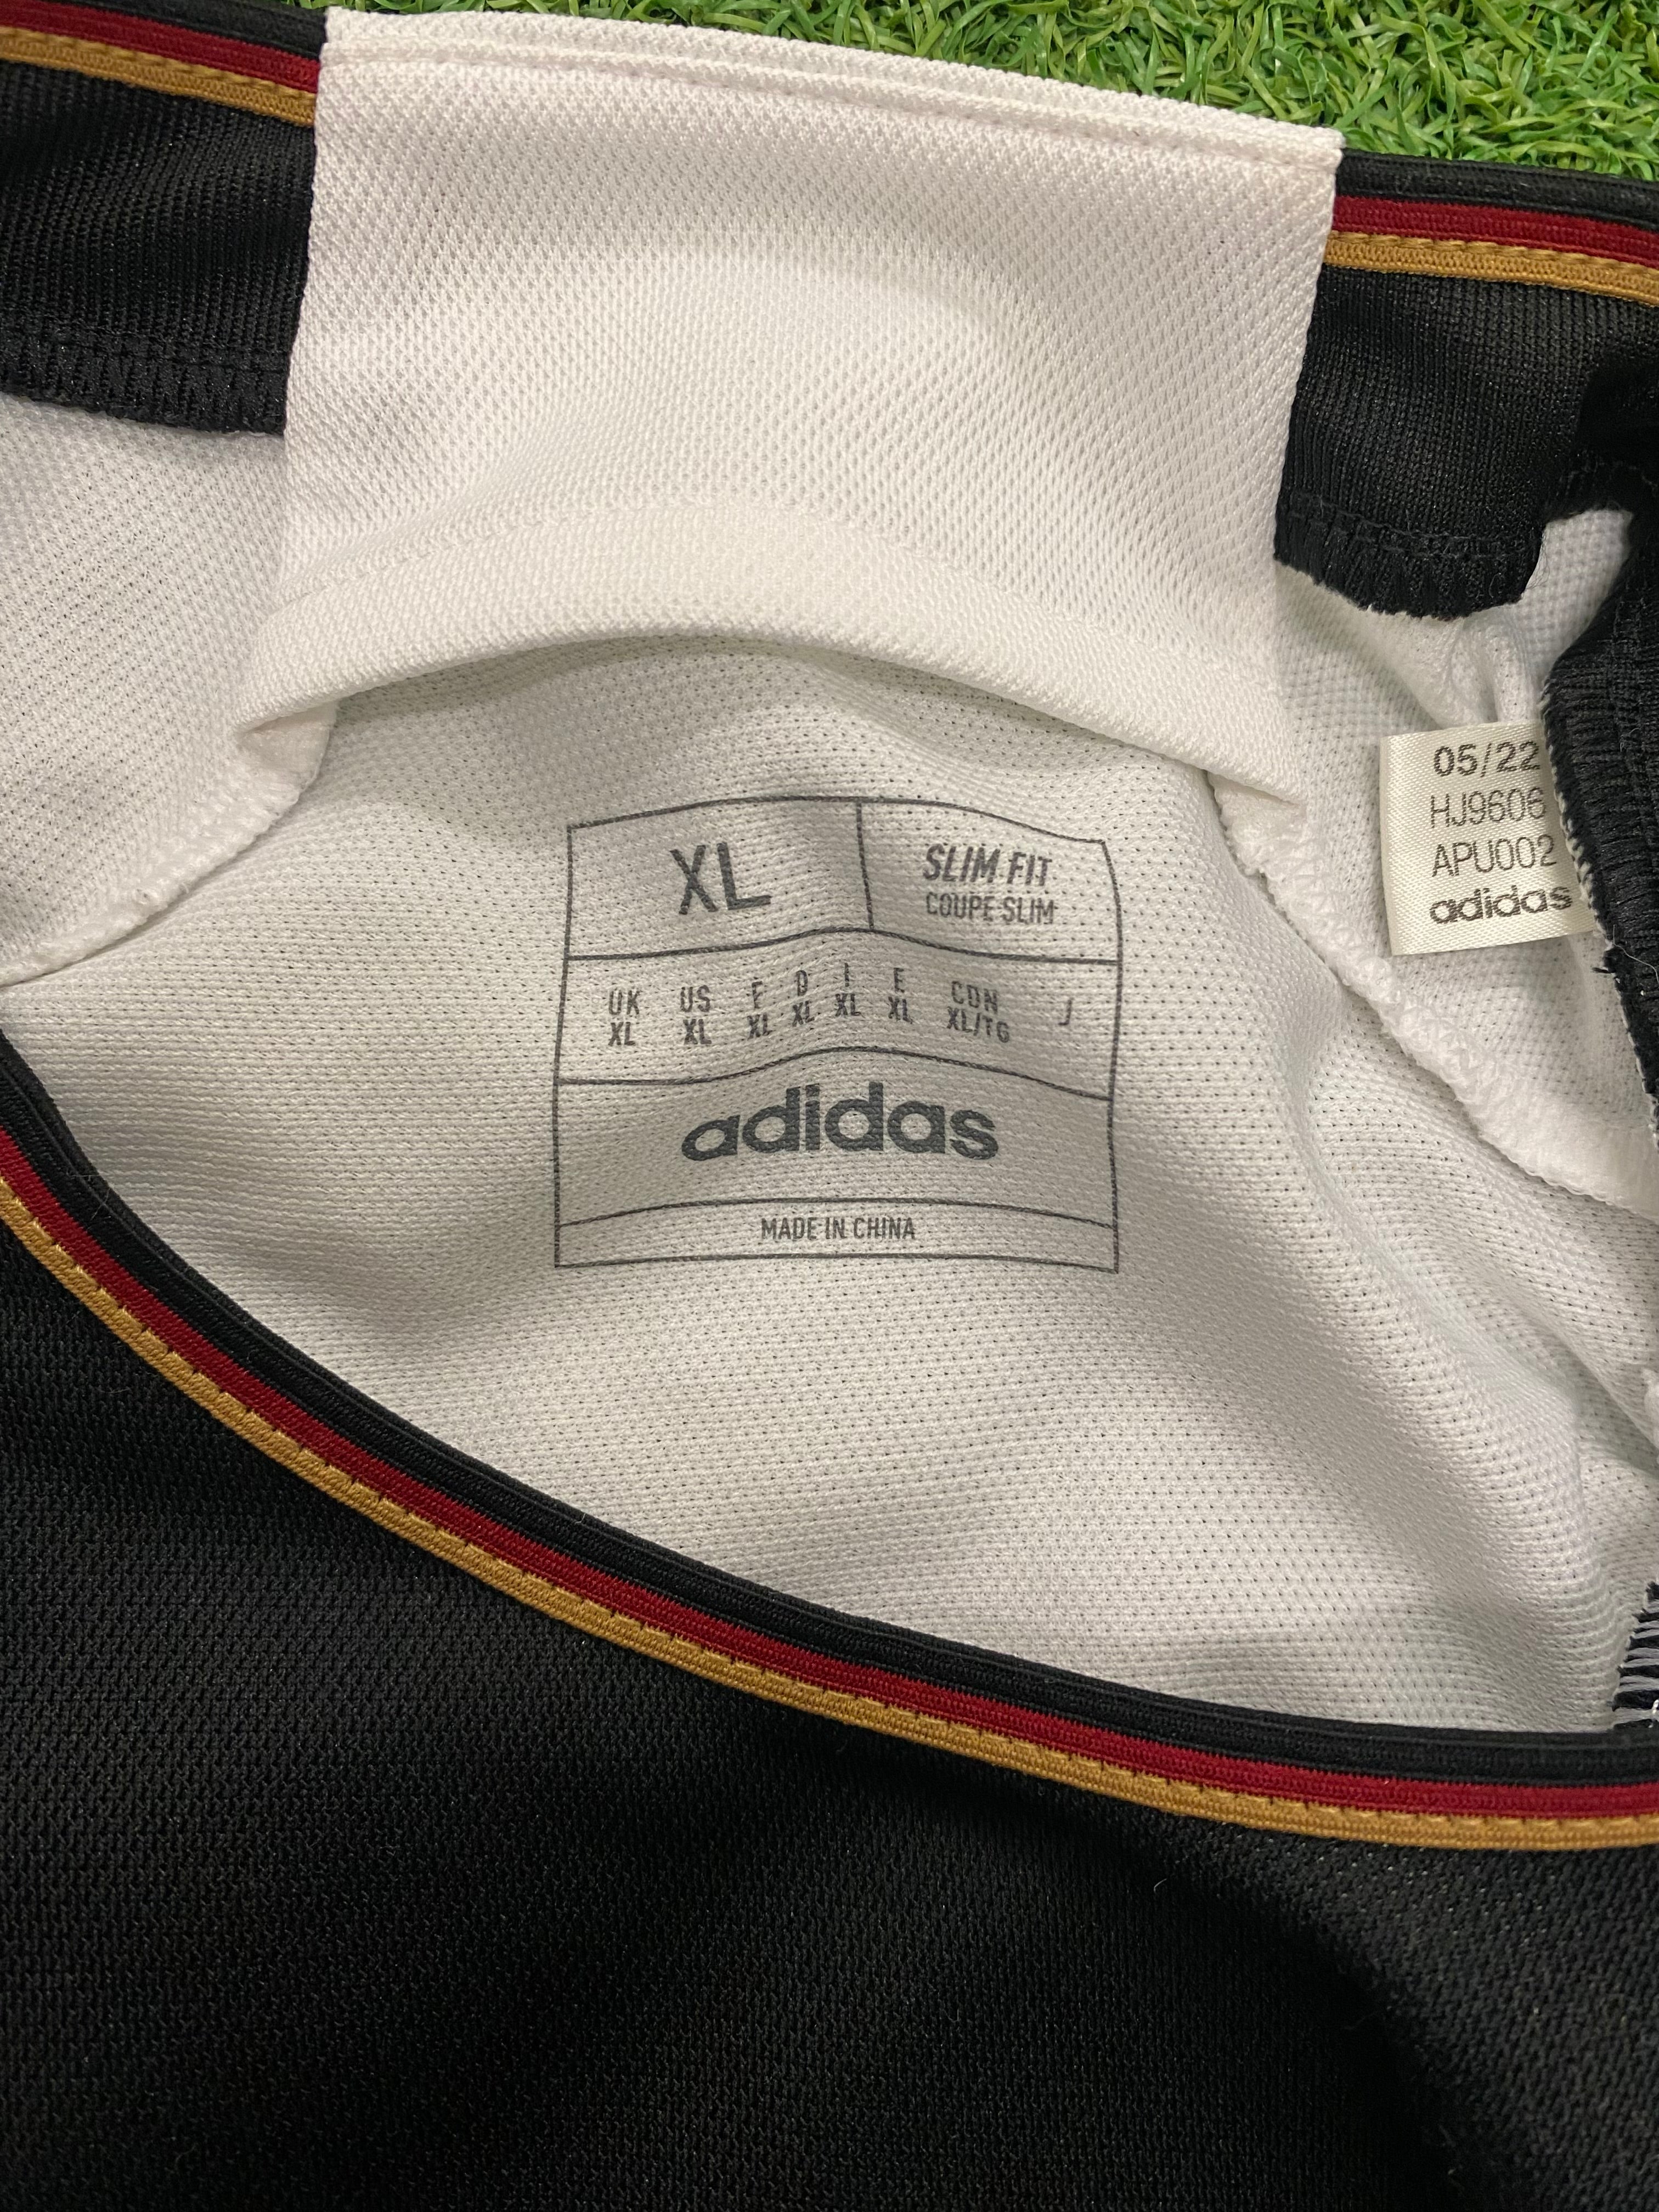 XL
SLIM FIT
COUPE SLIM
UK US F D I E CDN J
XL XL XL XL XL XL XL/TG
adidas
MADE IN CHINA
05/22
HJ9606
APU002
adidas